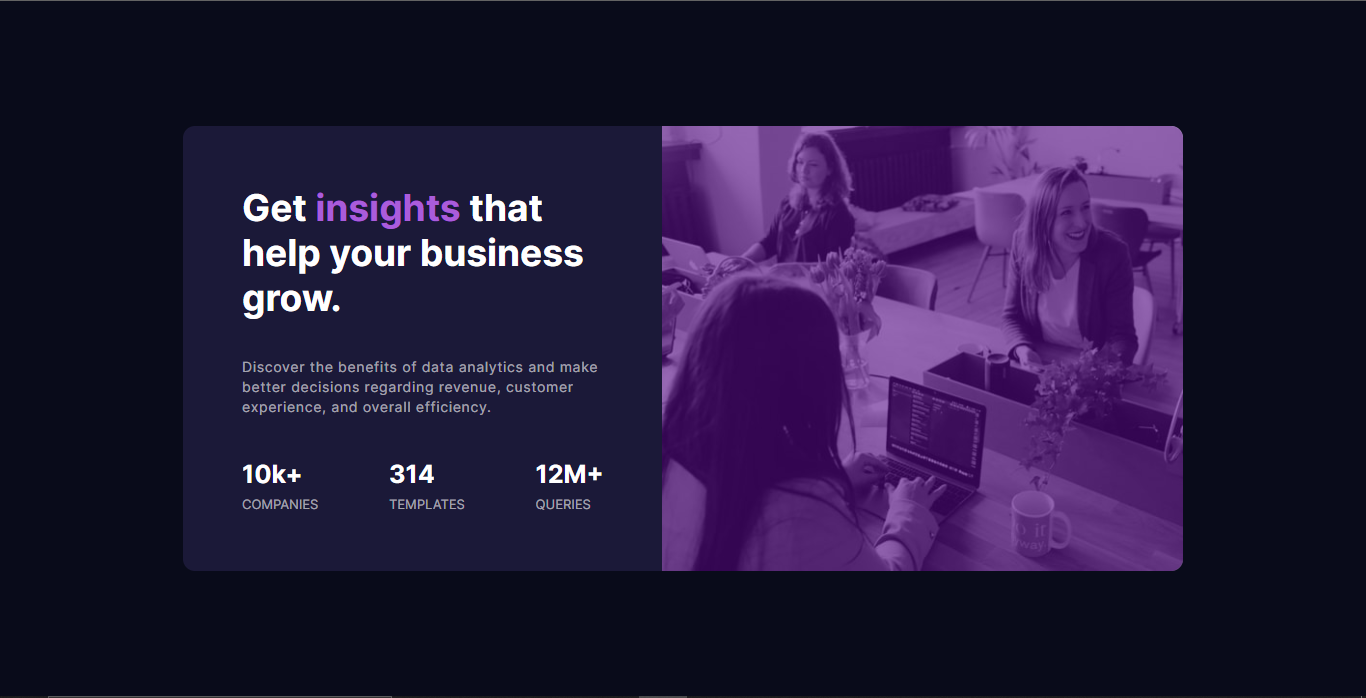 Get insights that
help your business
grow.
Discover the benefits of data analytics and make
better decisions regarding revenue, customer
experience, and overall efficiency.
10k+ 314 12M+
COMPANIES TEMPLATES QUERIES